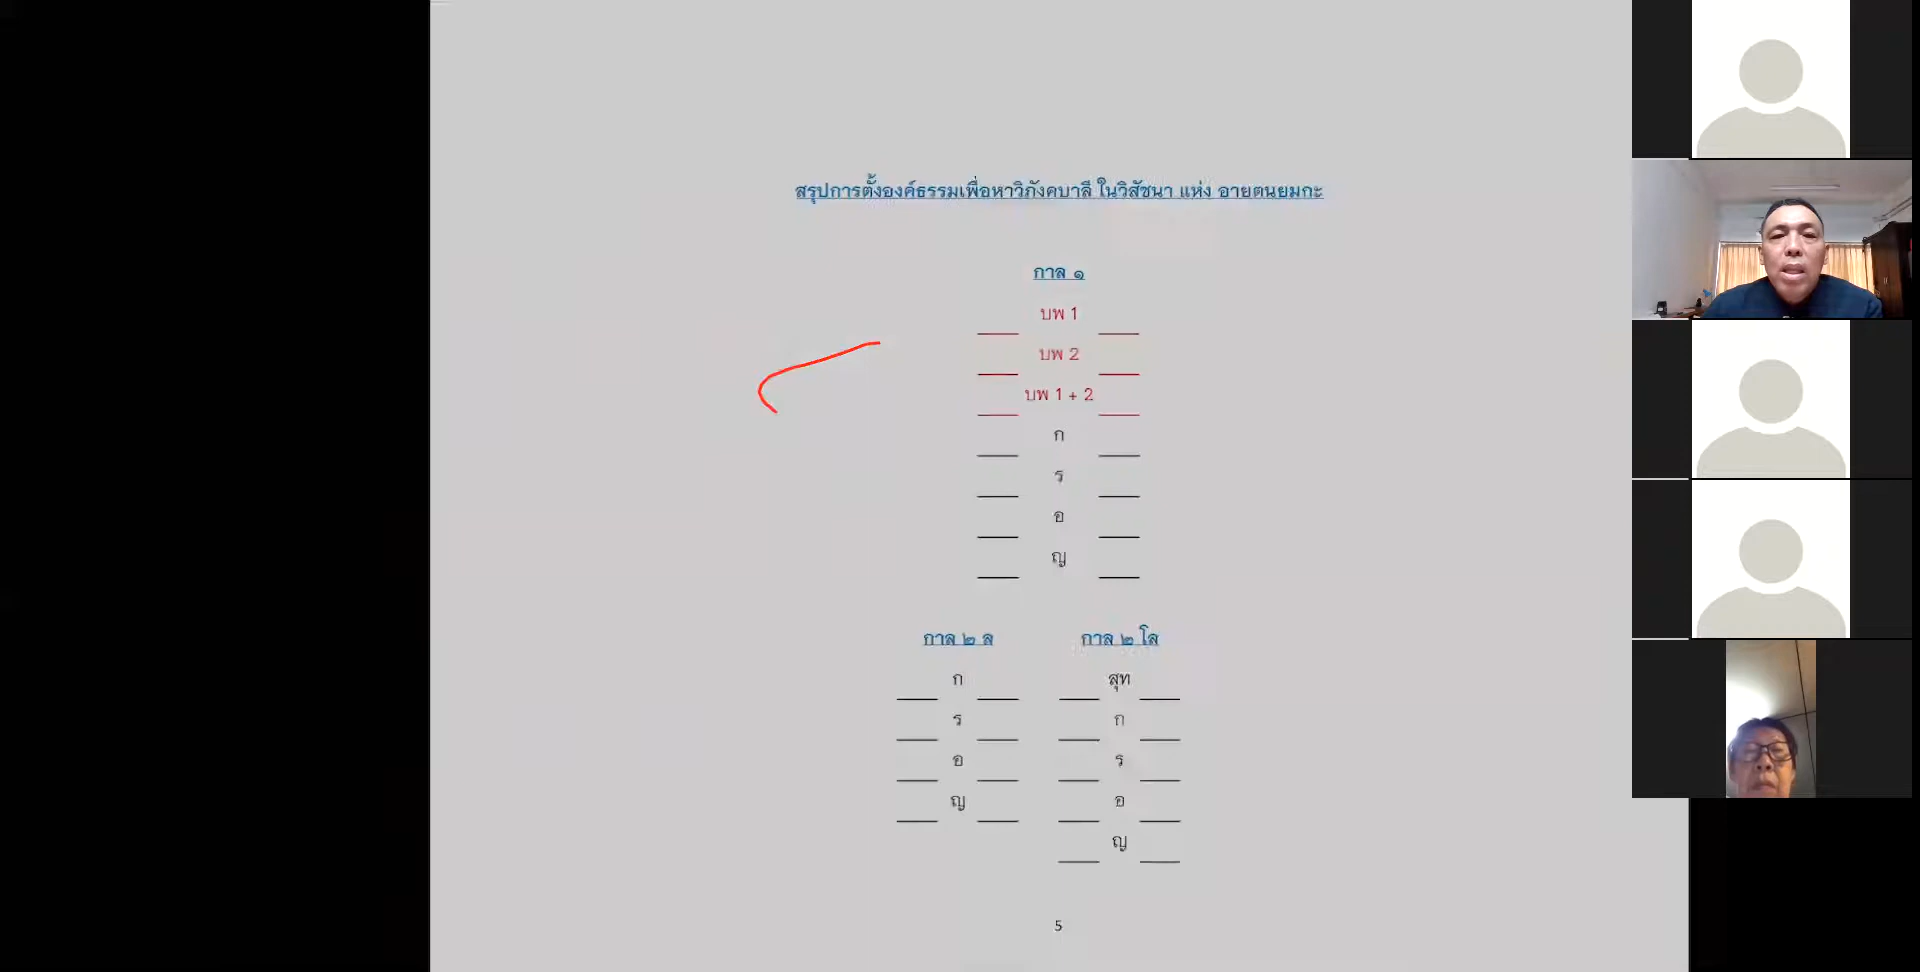 สรุปการตั้งองค์ธรรมเพื่อหาวิภังคบาลี ในวิสัชนา แห่ง อายตนยมกะ
กาล ๑
บพ 1
บพ 2
บพ 1 + 2
ก
ร
อ
ญ
กาล ๒ ล
ก
ร
อ
ญ
กาล ๒ โล
สุท
ก
ร
อ
ญ
5